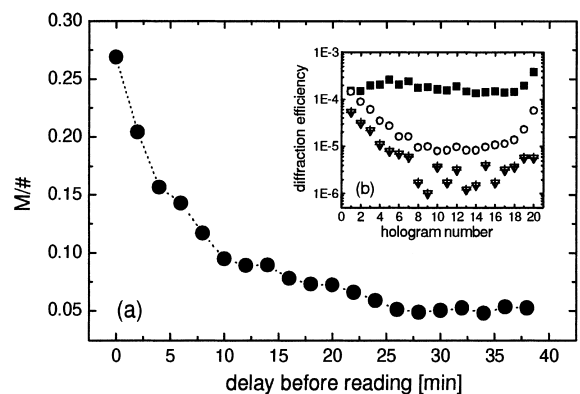 0.30
0.25
0.20
0.15
0.10
0.05
M/#
(a)
0 5 10 15 20 25 30 35 40
delay before reading [min]
1E-3
1E-4
1E-5
1E-6
diffraction efficiency
(b)
0 2 4 6 8 10 12 14 16 18 20
hologram number